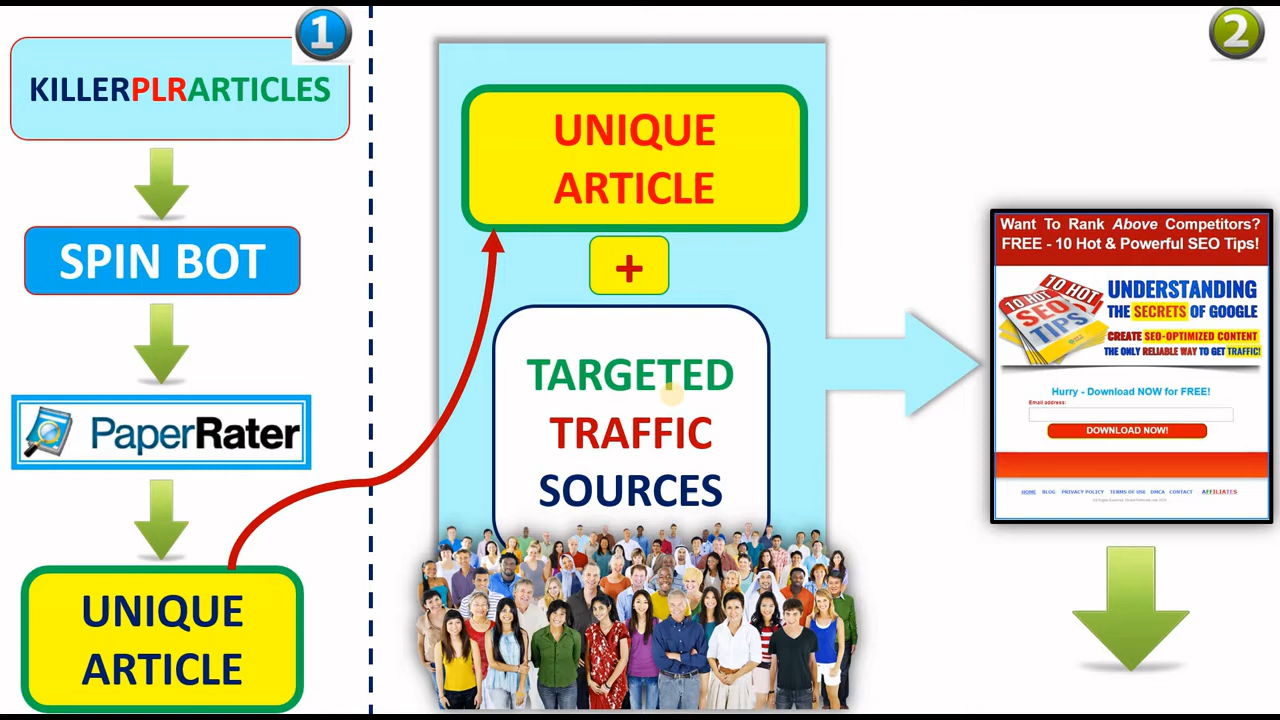 1
KILLERPLRARTICLES
SPIN BOT
PaperRater
UNIQUE
ARTICLE
2
UNIQUE
ARTICLE
+
TARGETED
TRAFFIC
SOURCES
Want To Rank Above Competitors?
FREE - 10 Hot & Powerful SEO Tips!
10 HOT
10 HOT
SEO
TIPS
UNDERSTANDING
THE SECRETS OF GOOGLE
CREATE SEO-OPTIMIZED CONTENT
THE ONLY RELIABLE WAY TO GET TRAFFIC!
Hurry - Download NOW for FREE!
Email address:
DOWNLOAD NOW!
HOME BLOG PRIVACY POLICY TERMS OF USE DMCA CONTACT AFFILIATES